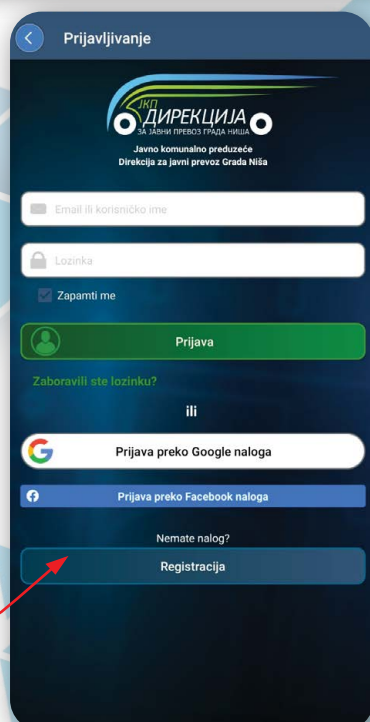 Prijavljivanje
ЈКП
ДИРЕКЦИЈА
ЗА ЈАВНИ ПРЕВОЗ ГРАДА НИША
Javno komunalno preduzeće
Direkcija za javni prevoz Grada Niša
Email ili korisničko ime
Lozinka
Zapamti me
Prijava
Zaboravili ste lozinku?
ili
Prijava preko Google naloga
Prijava preko Facebook naloga
Nemate nalog?
Registracija